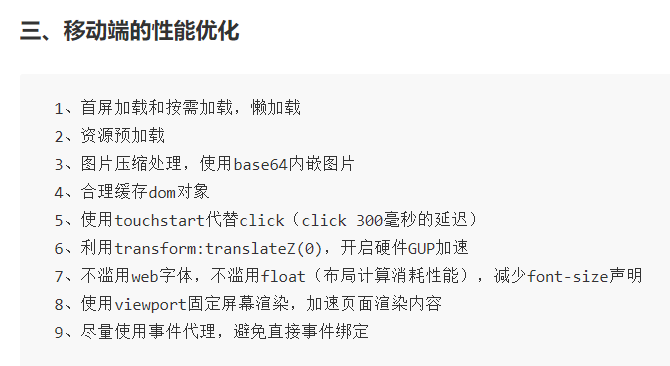 三、移动端的性能优化
1、首屏加载和按需加载，懒加载
2、资源预加载
3、图片压缩处理，使用base64内嵌图片
4、合理缓存dom对象
5、使用touchstart代替click（click 300毫秒的延迟）
6、利用transform:translateZ(0)，开启硬件GUP加速
7、不滥用web字体，不滥用float（布局计算消耗性能），减少font-size声明
8、使用viewport固定屏幕渲染，加速页面渲染内容
9、尽量使用事件代理，避免直接事件绑定